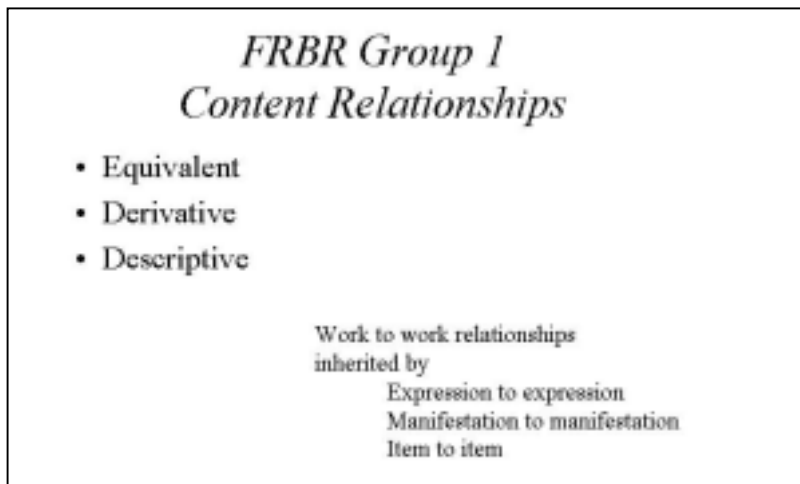 FRBR Group 1
Content Relationships
• Equivalent
• Derivative
• Descriptive
Work to work relationships
inherited by
Expression to expression
Manifestation to manifestation
Item to item